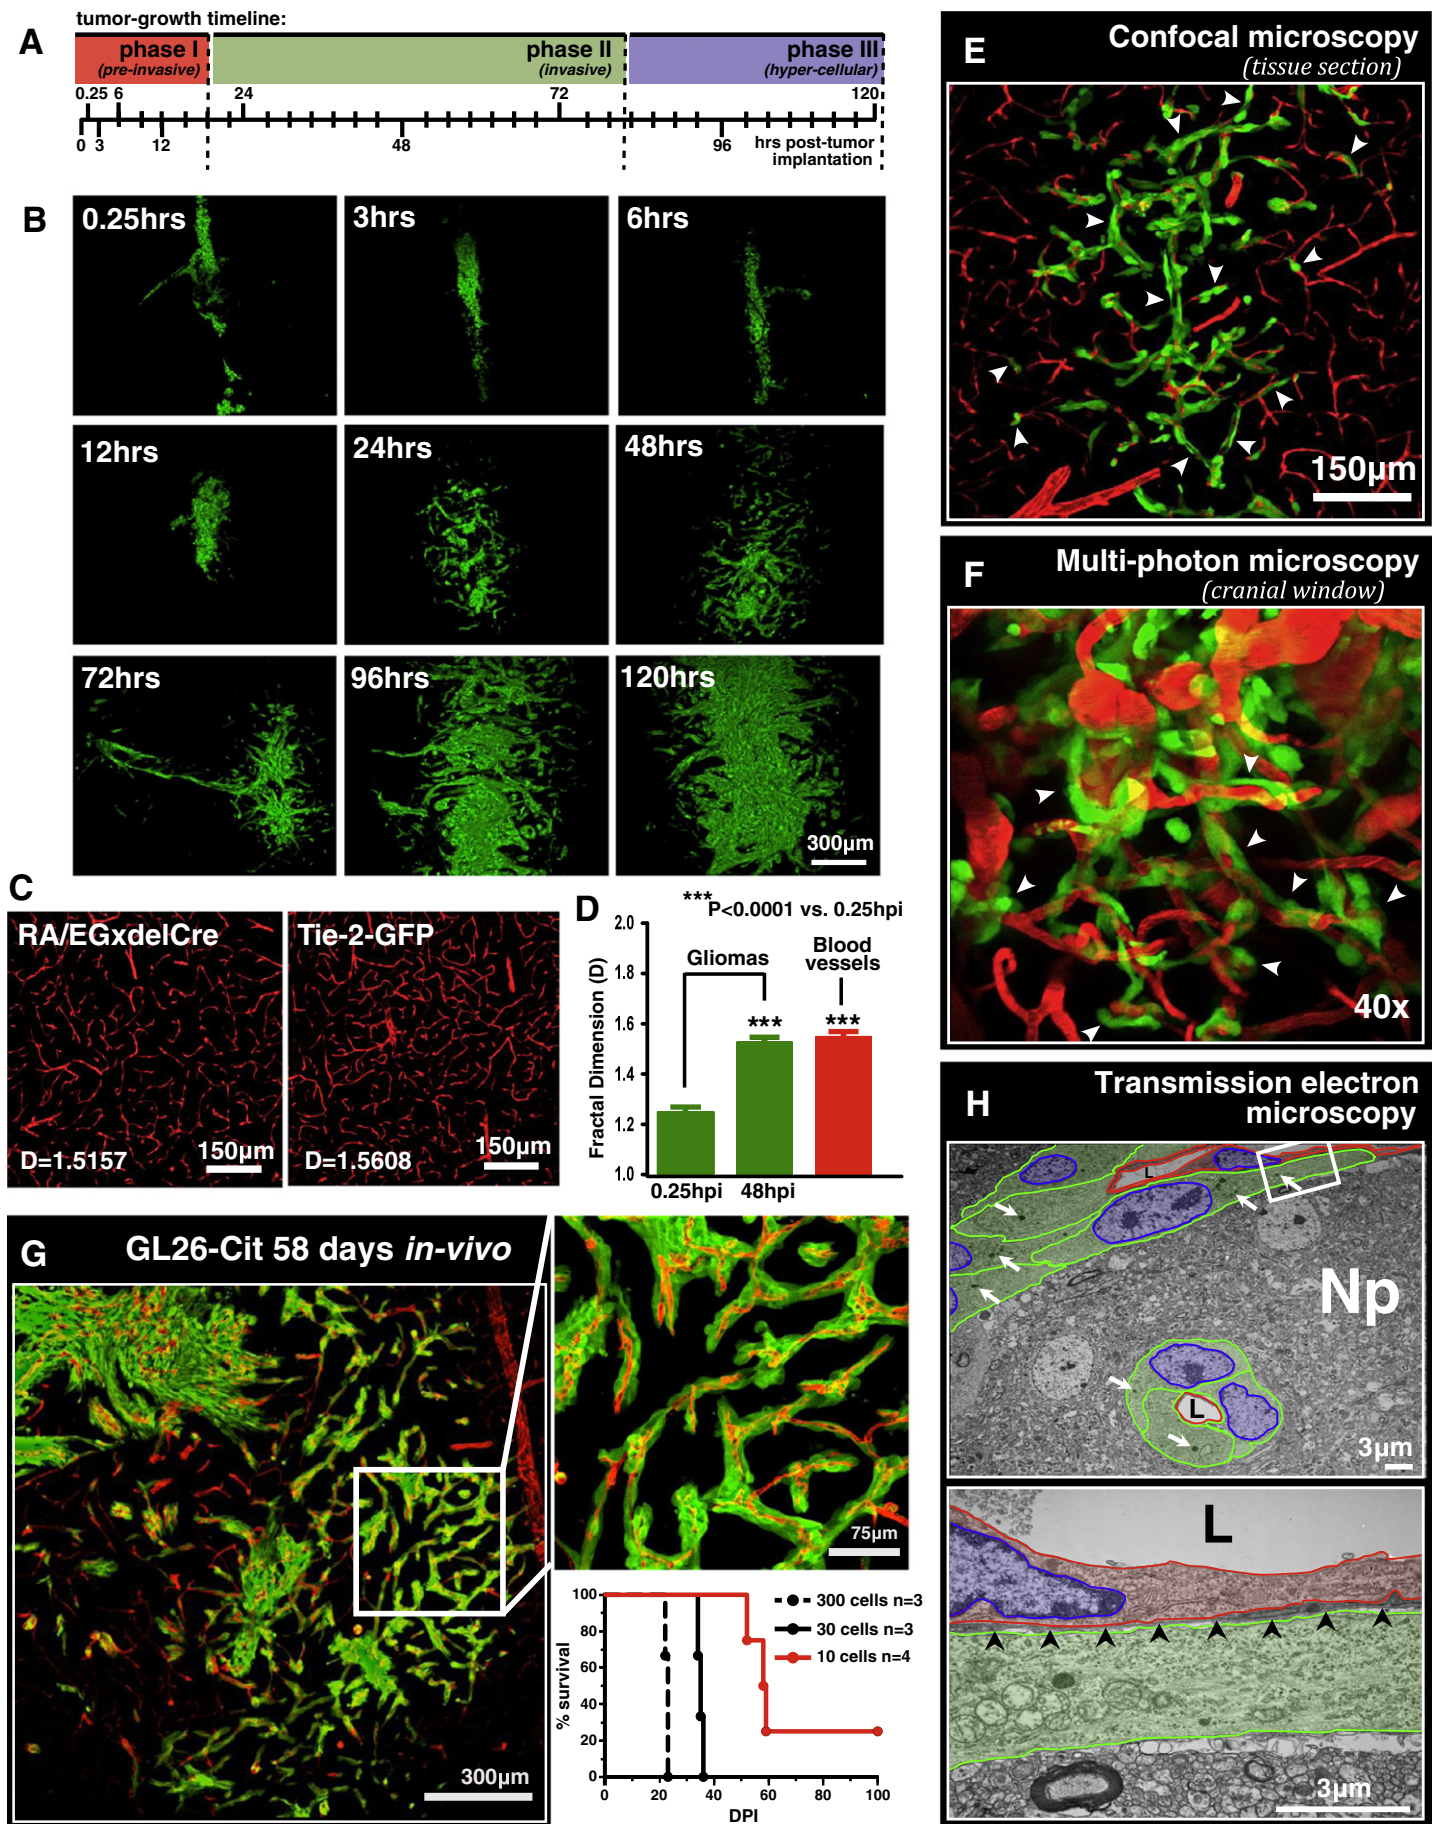 A
tumor-growth timeline:
phase I
(pre-invasive)
phase II
(invasive)
phase III
(hyper-cellular)
0.25 6 24 72 120
0 3 12 48 96 hrs post-tumor
implantation
B
0.25hrs
3hrs
6hrs
12hrs
24hrs
48hrs
72hrs
96hrs
120hrs
300µm
C
RA/EGxdelCre
D=1.5157
150µm
Tie-2-GFP
D=1.5608
150µm
D
***P<0.0001 vs. 0.25hpi
Fractal Dimension (D)
2.0
1.8
1.6
1.4
1.2
1.0
Gliomas
Blood
vessels
***
***
0.25hpi 48hpi
E
Confocal microscopy
(tissue section)
150µm
F
Multi-photon microscopy
(cranial window)
40x
G
GL26-Cit 58 days in-vivo
300µm
75µm
% survival
100
80
60
40
20
0
0 20 40 60 80 100
DPI
300 cells n=3
30 cells n=3
10 cells n=4
H
Transmission electron
microscopy
L
Np
L
3µm
L
3µm